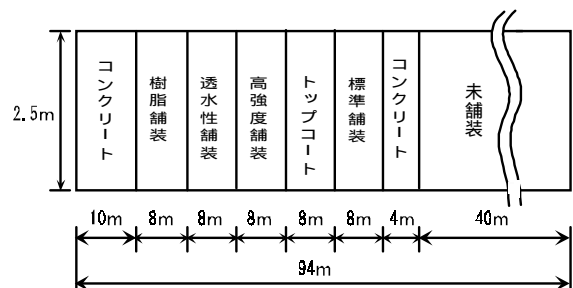 2.5m
コンクリート
樹脂舗装
透水性舗装
高強度舗装
トップコート
標準舗装
コンクリート
未舗装
10m 8m 8m 8m 8m 8m 4m 40m
94m